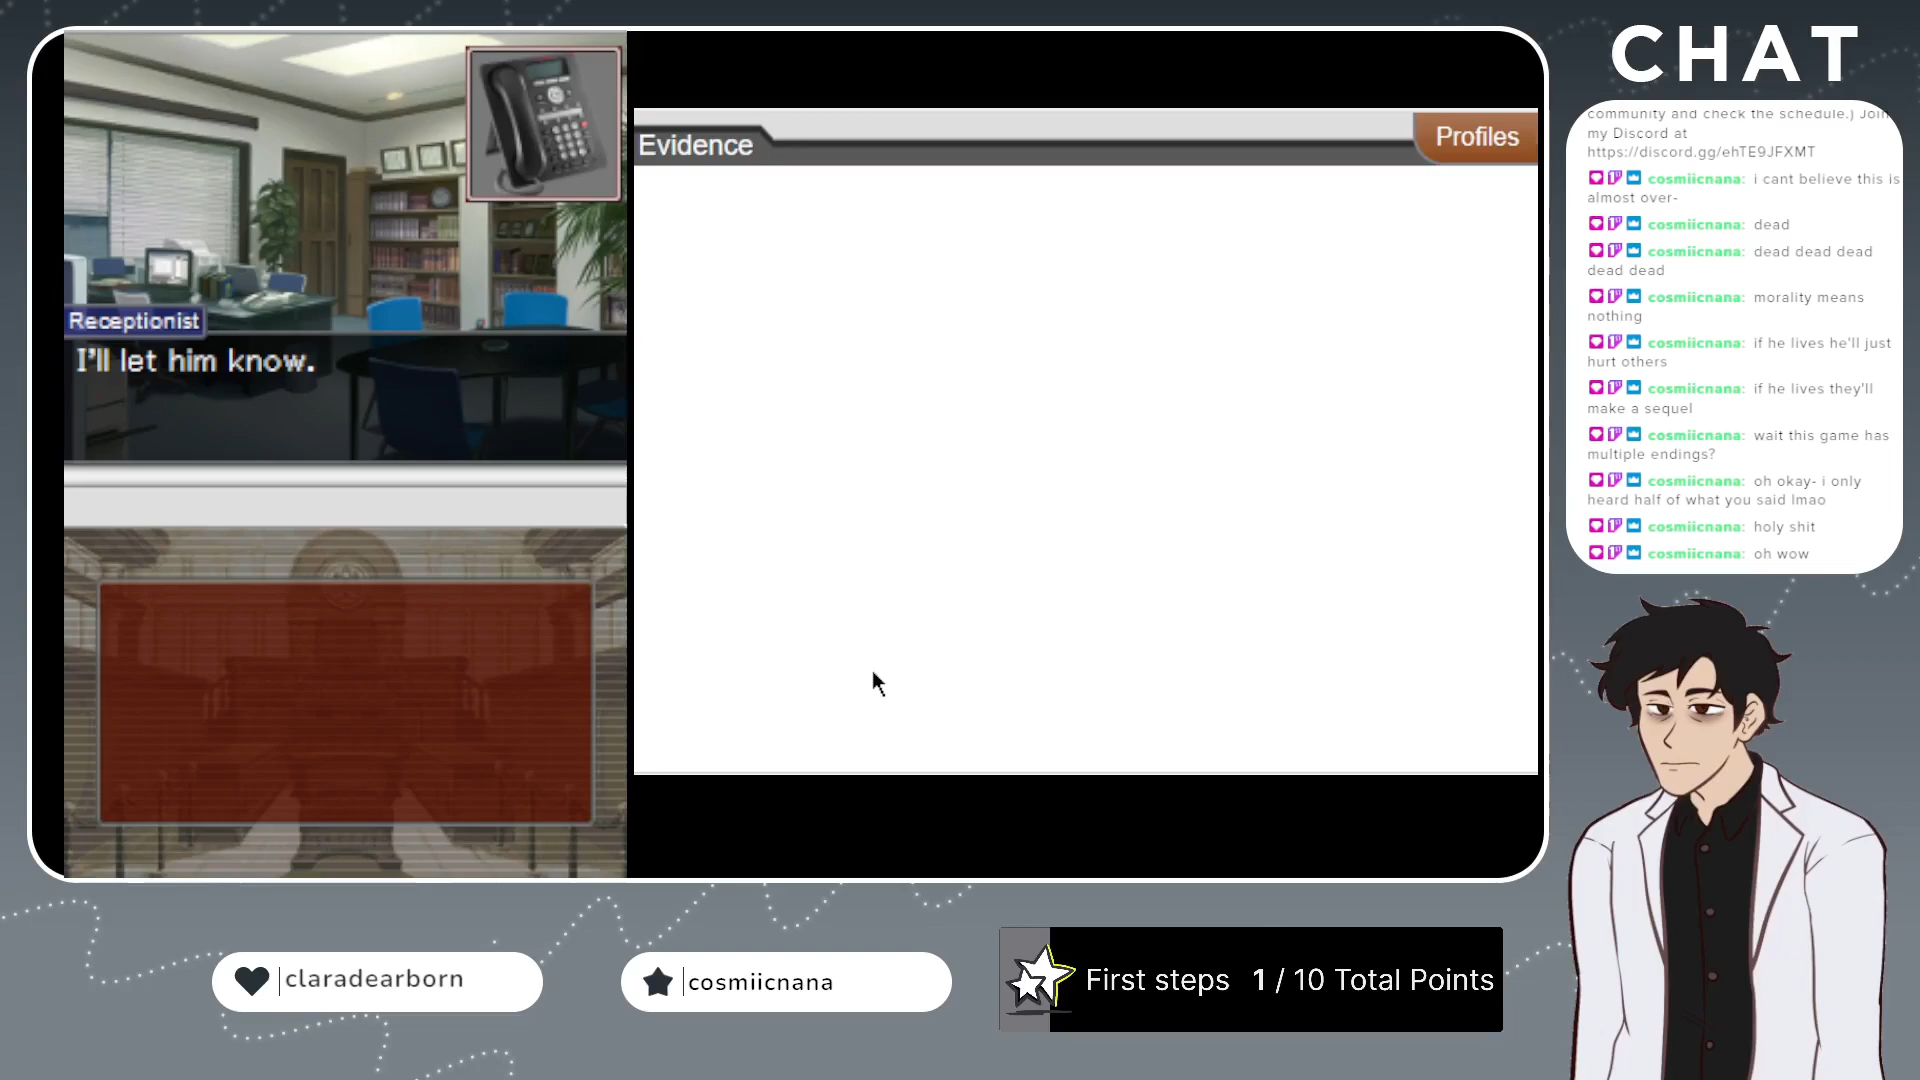 CHAT
community and check the schedule.) Join
my Discord at
https://discord.gg/ehTE9JFXMT
cosmiicnana: i cant believe this is
almost over-
cosmiicnana: dead
cosmiicnana: dead dead dead
dead dead
cosmiicnana: morality means
nothing
cosmiicnana: if he lives he'll just
hurt others
cosmiicnana: if he lives they'll
make a sequel
cosmiicnana: wait this game has
multiple endings?
cosmiicnana: oh okay- i only
heard half of what you said lmao
cosmiicnana: holy shit
cosmiicnana: oh wow
Evidence
Profiles
Receptionist
I'll let him know.
claradearborn
cosmiicnana
First steps 1 / 10 Total Points